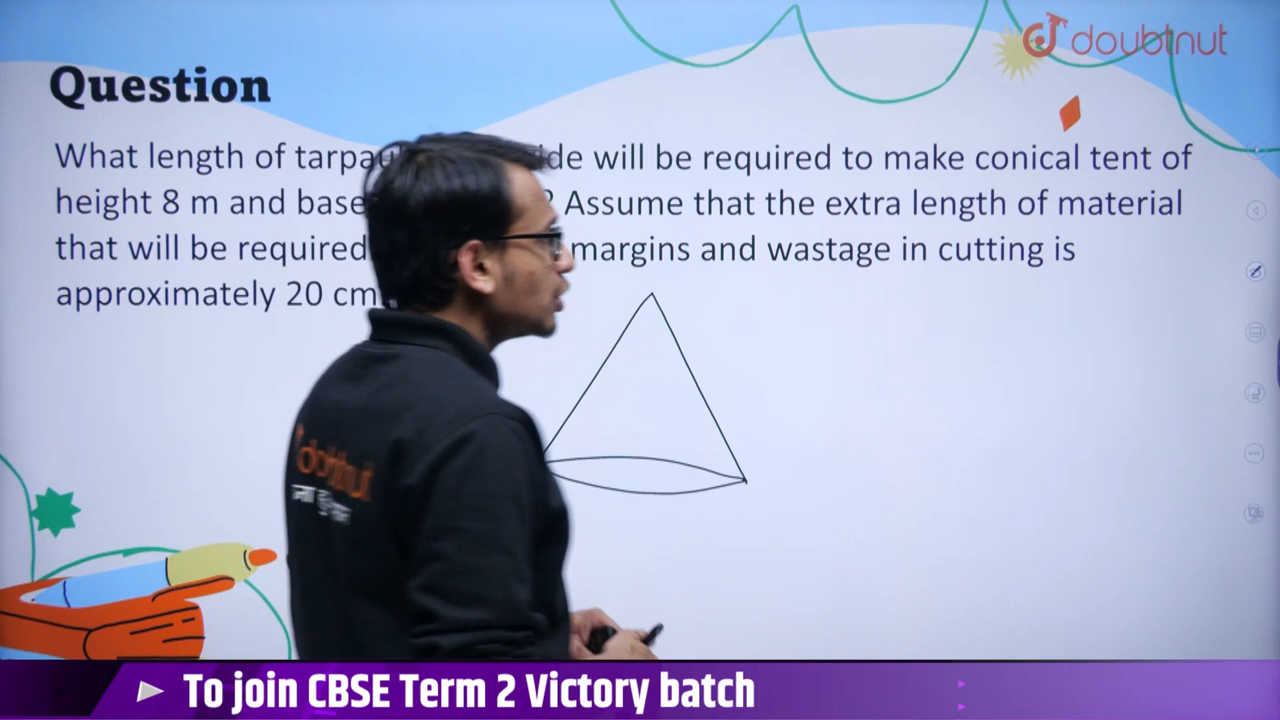 doubtnut
Question
What length of tarpau de will be required to make conical tent of
height 8 m and base ? Assume that the extra length of material
that will be required margins and wastage in cutting is
approximately 20 cm
doubtnut
To join CBSE Term 2 Victory batch